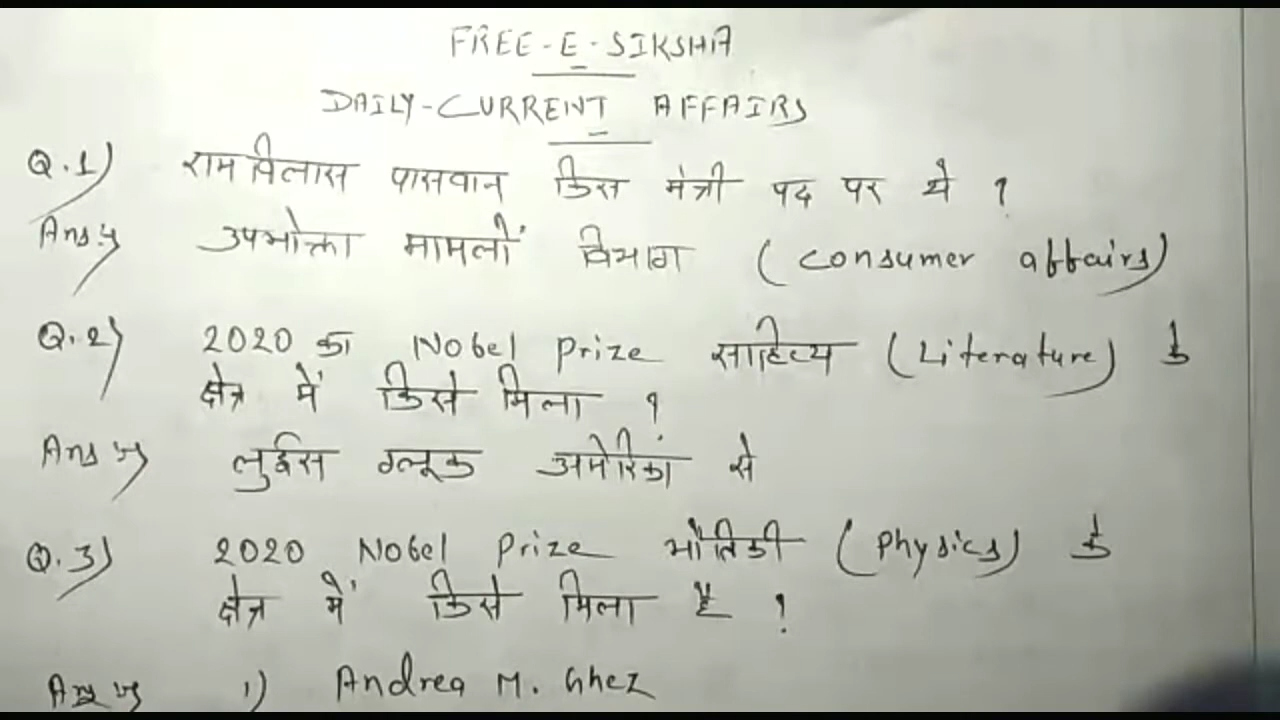 FREE-E-SIKSHA
DAILY-CURRENT AFFAIRS
Q.1) रामविलास पासवान किस मंत्री पद पर थे ?
Ans:- उपभोक्ता मामलों विभाग (Consumer affairs)
Q.2) 2020 का Nobel Prize साहित्य (Literature) के
क्षेत्र में किसे मिला ?
Ans:- लुईस ग्लूक अमेरिका से
Q.3) 2020 Nobel Prize भौतिकी (Physics) के
क्षेत्र में किसे मिला है ?
Ans:- 1) Andrea M. Ghez